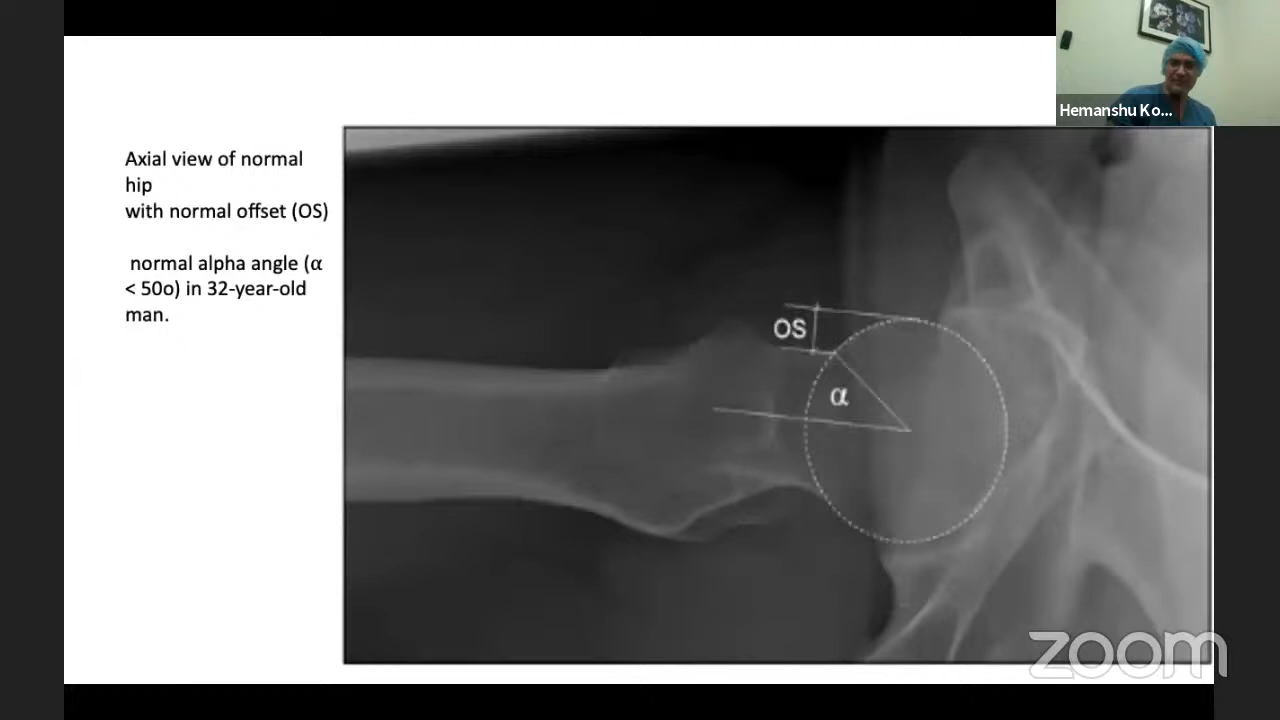 Hemanshu Ko...
Axial view of normal
hip
with normal offset (OS)
normal alpha angle (α
< 50o) in 32-year-old
man.
OS
α
zoom